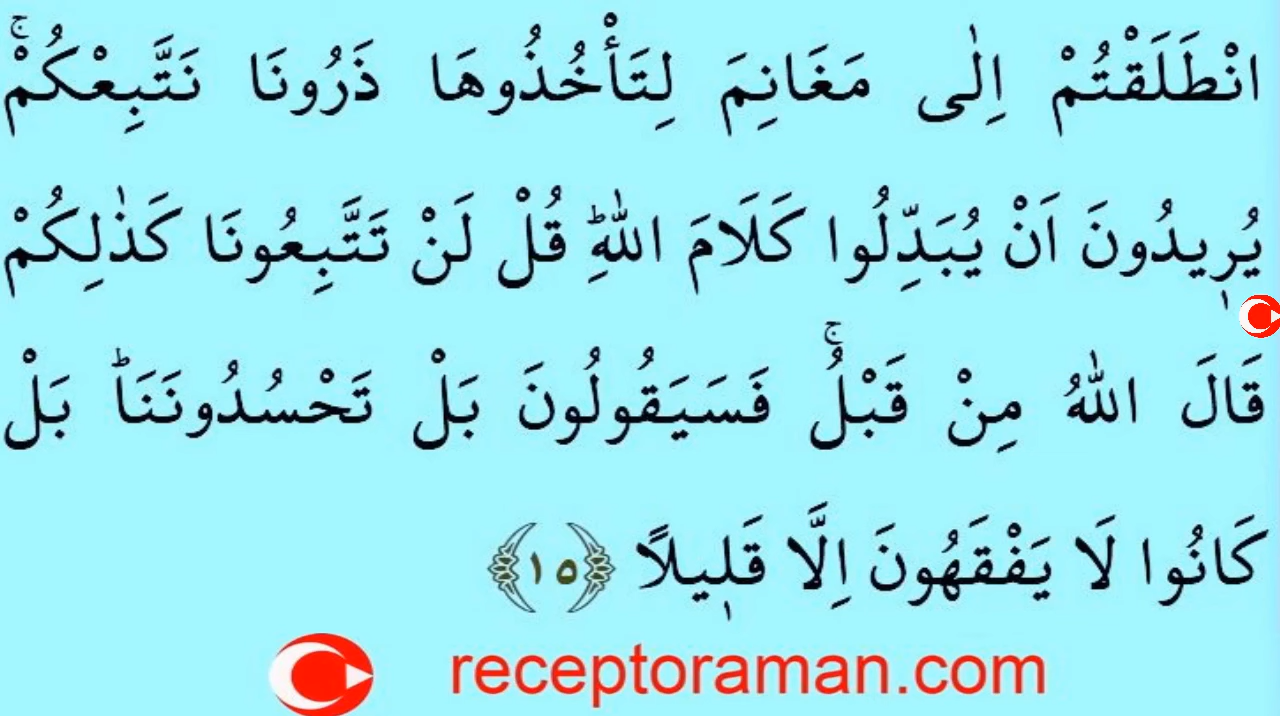 انْطَلَقْتُمْ اِلٰى مَغَانِمَ لِتَأْخُذُوهَا ذَرُونَا نَتَّبِعْكُمْۚ
يُرٖيدُونَ اَنْ يُبَدِّلُوا كَلَامَ اللّٰهِؕ قُلْ لَنْ تَتَّبِعُونَا كَذٰلِكُمْ
قَالَ اللّٰهُ مِنْ قَبْلُۚ فَسَيَقُولُونَ بَلْ تَحْسُدُونَنَاؕ بَلْ
كَانُوا لَا يَفْقَهُونَ اِلَّا قَلٖيلًا ﴿١٥﴾
receptoraman.com